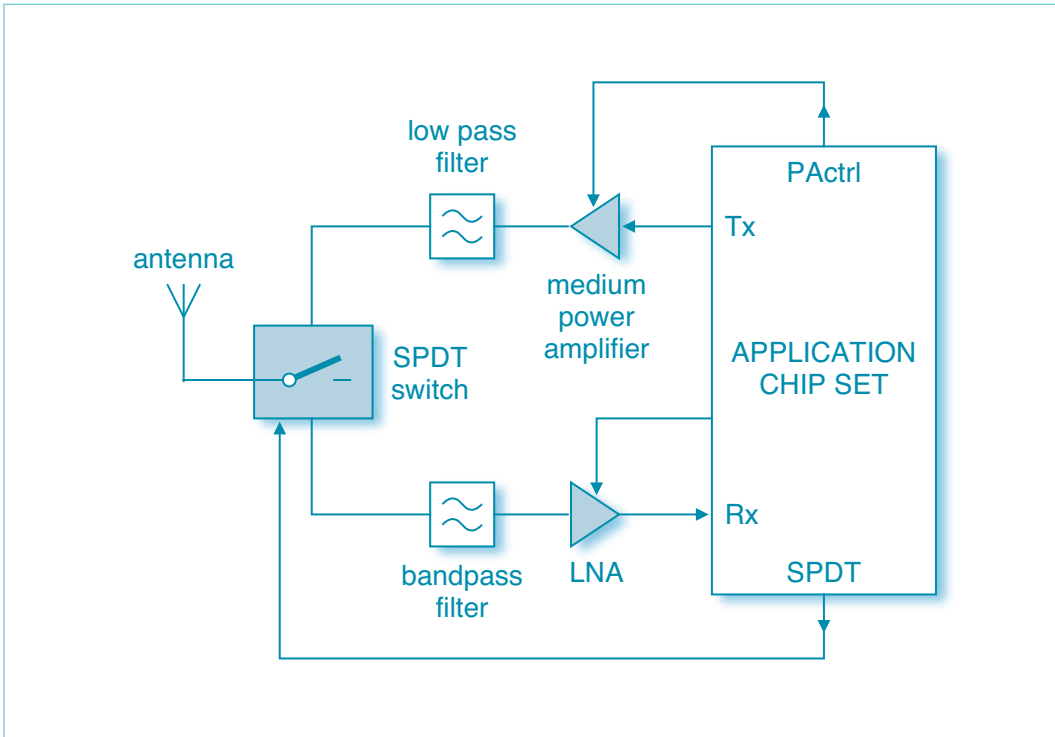 low pass
filter
PActrl
Tx
antenna
medium
power
amplifier
SPDT
switch
APPLICATION
CHIP SET
Rx
bandpass
filter
LNA
SPDT